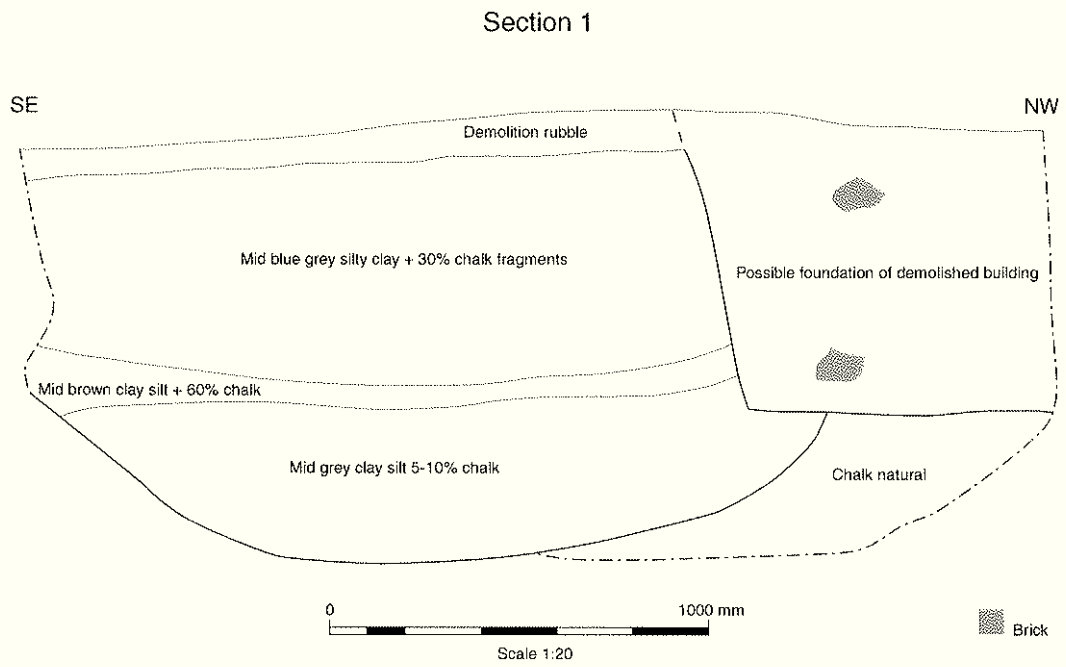 Section 1
SE
NW
Demolition rubble
Mid blue grey silty clay + 30% chalk fragments
Possible foundation of demolished building
Mid brown clay silt + 60% chalk
Mid grey clay silt 5-10% chalk
Chalk natural
0
1000 mm
Scale 1:20
Brick